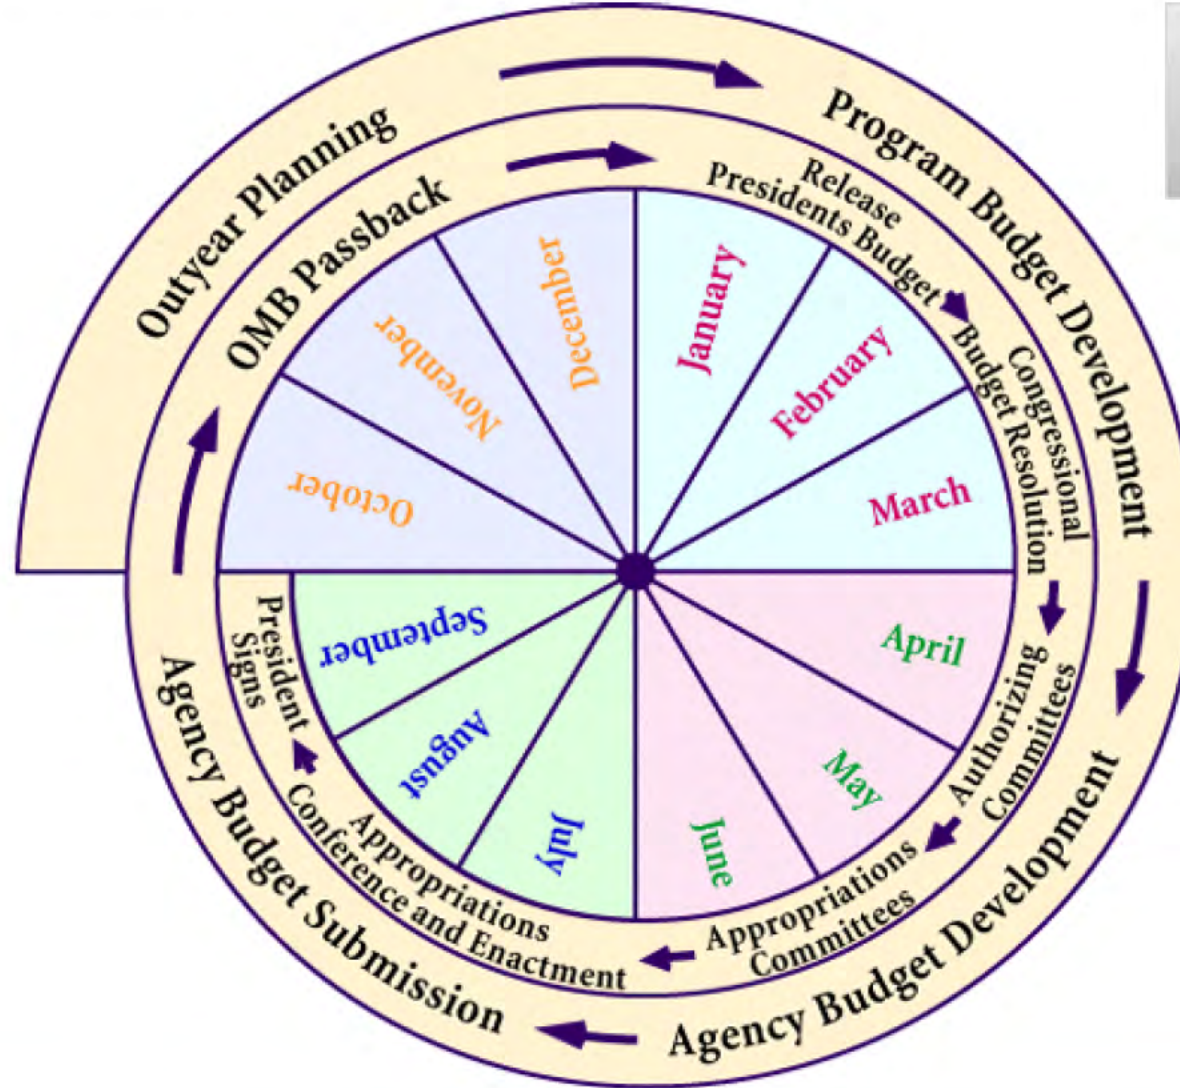 Outyear Planning
Program Budget Development
Agency Budget Development
Agency Budget Submission
OMB Passback
Release
Presidents Budget
Congressional
Budget Resolution
Authorizing
Committees
Appropriations
Committees
Appropriations
Conference and Enactment
President
Signs
January
February
March
April
May
June
July
August
September
October
November
December